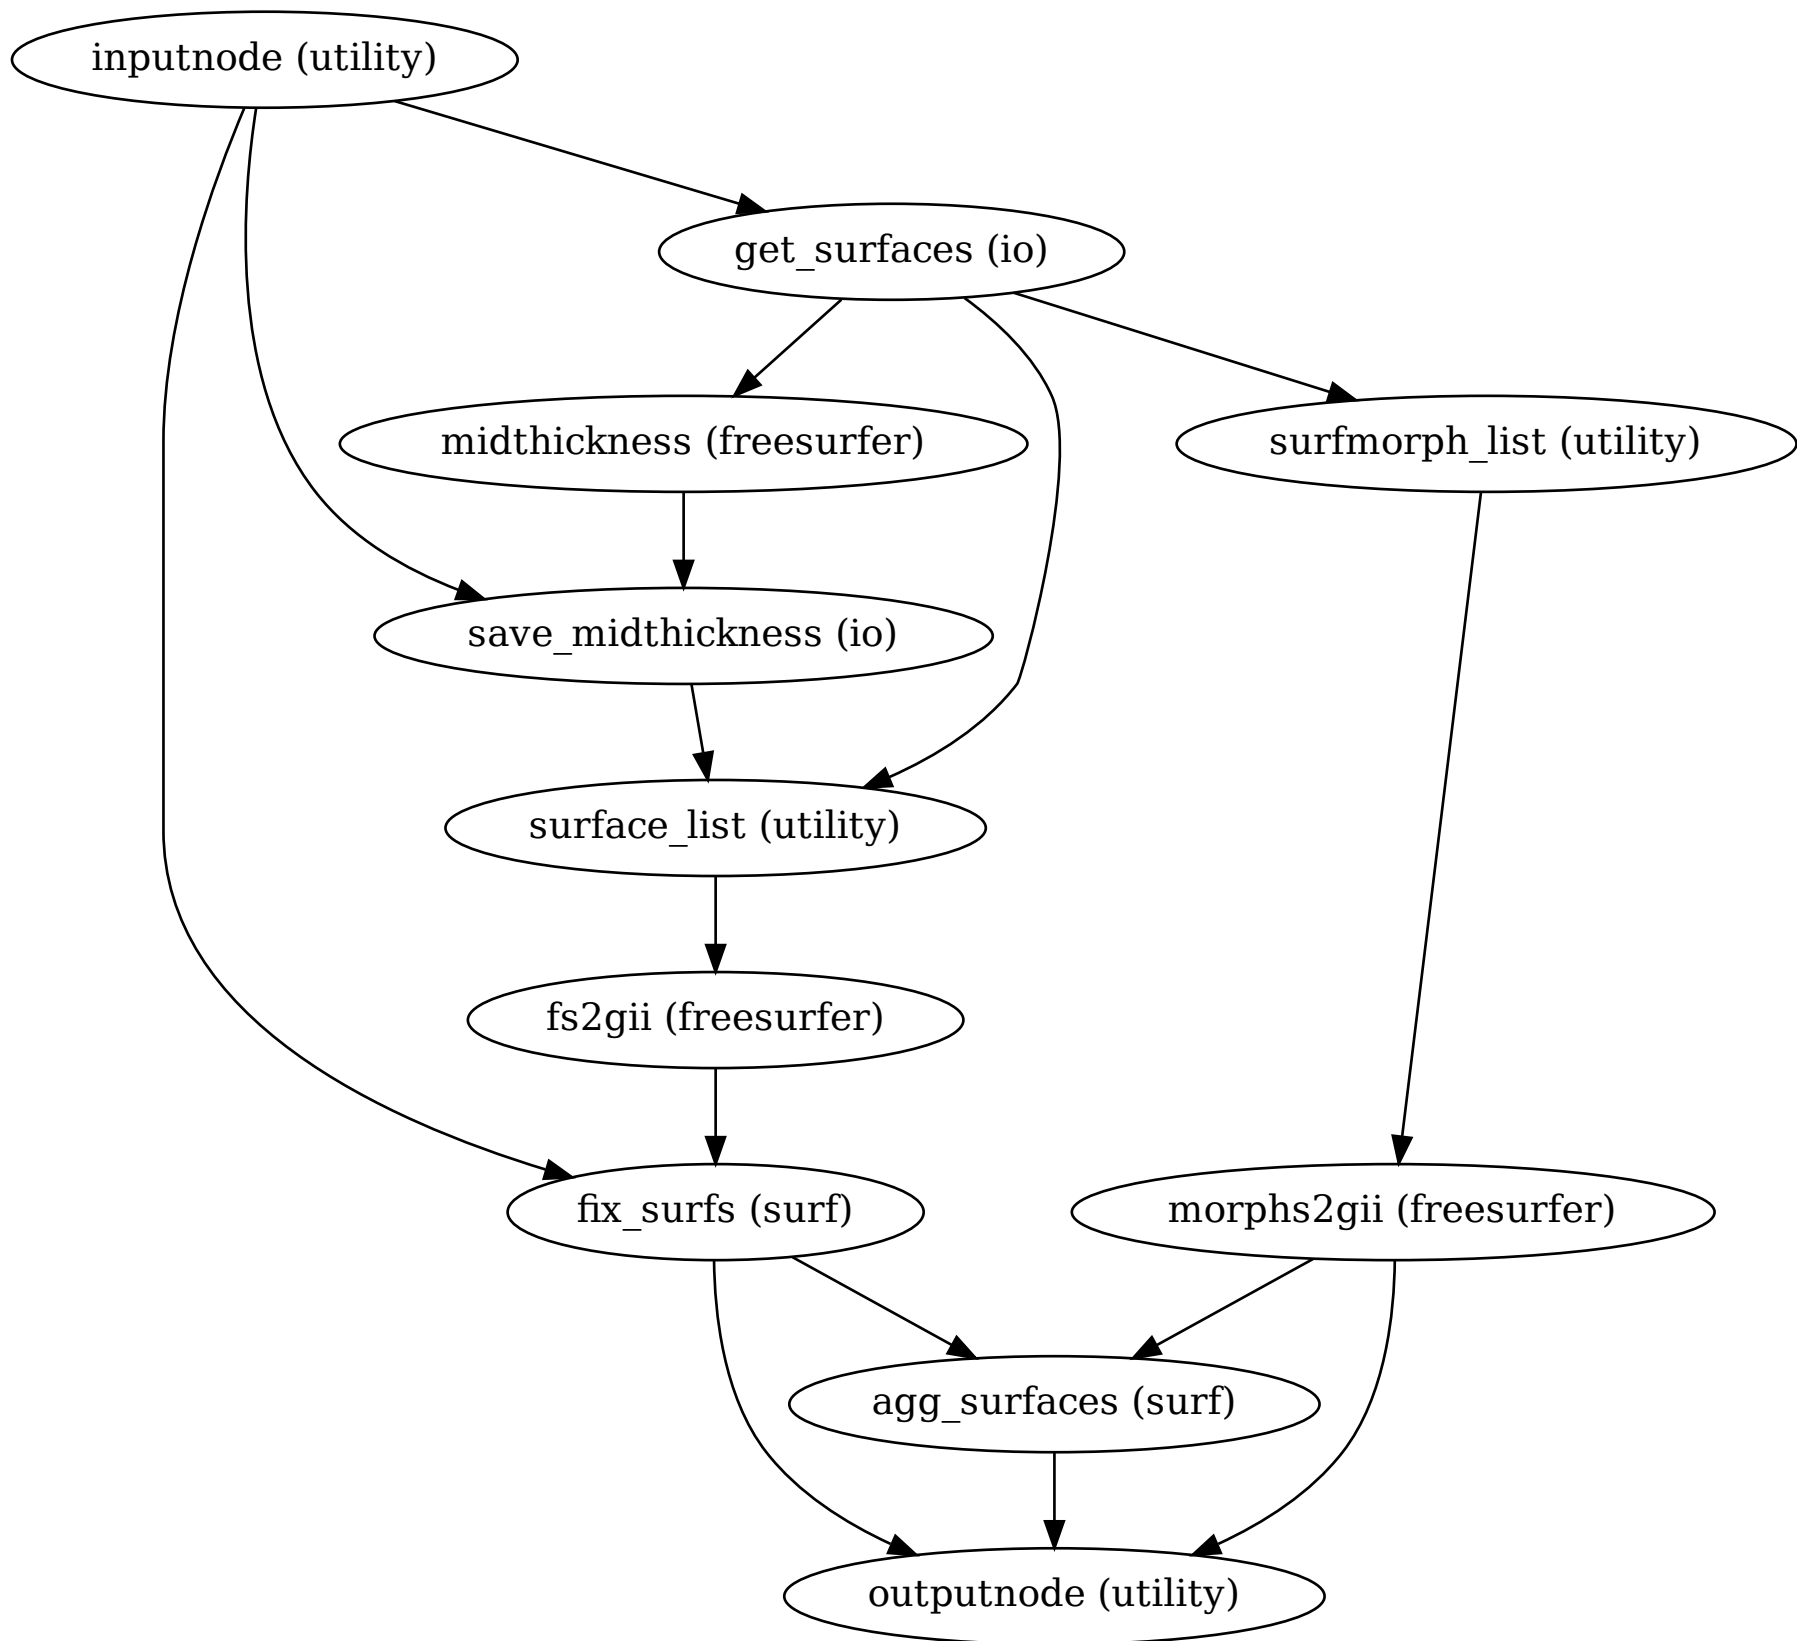 inputnode (utility)
get_surfaces (io)
midthickness (freesurfer)
surfmorph_list (utility)
save_midthickness (io)
surface_list (utility)
fs2gii (freesurfer)
fix_surfs (surf)
morphs2gii (freesurfer)
agg_surfaces (surf)
outputnode (utility)